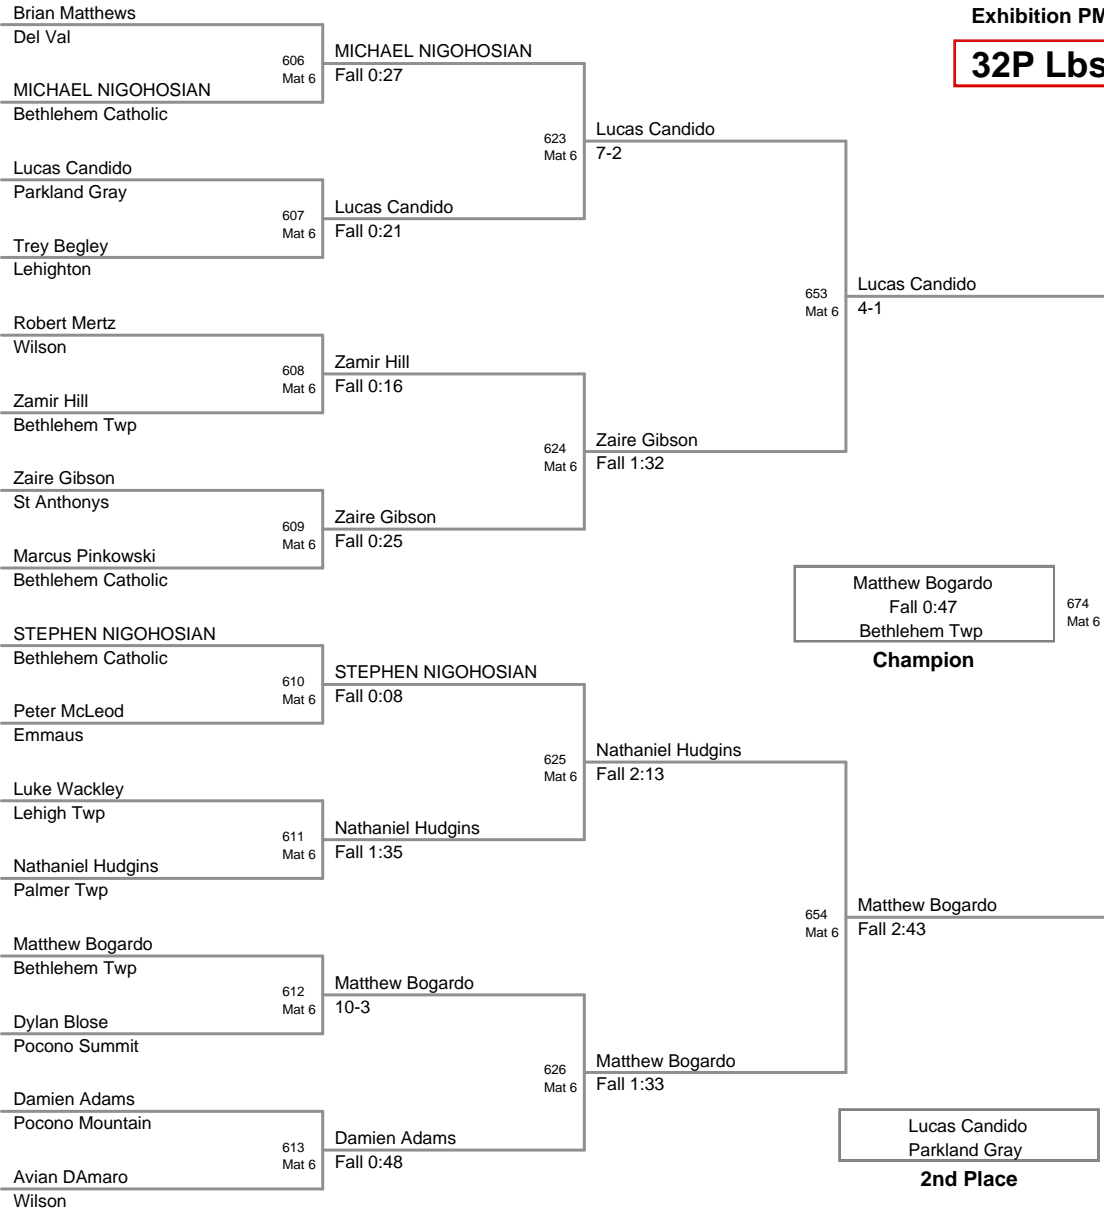 Exhibition PM
32P Lbs
Brian Matthews
Del Val
606
Mat 6
MICHAEL NIGOHOSIAN
Bethlehem Catholic
MICHAEL NIGOHOSIAN
Fall 0:27
623
Mat 6
Lucas Candido
7-2
Lucas Candido
Parkland Gray
607
Mat 6
Trey Begley
Lehighton
Lucas Candido
Fall 0:21
653
Mat 6
Lucas Candido
4-1
Robert Mertz
Wilson
608
Mat 6
Zamir Hill
Bethlehem Twp
Zamir Hill
Fall 0:16
624
Mat 6
Zaire Gibson
Fall 1:32
Zaire Gibson
St Anthonys
609
Mat 6
Marcus Pinkowski
Bethlehem Catholic
Zaire Gibson
Fall 0:25
Matthew Bogardo
Fall 0:47
Bethlehem Twp
674
Mat 6
Champion
STEPHEN NIGOHOSIAN
Bethlehem Catholic
610
Mat 6
Peter McLeod
Emmaus
STEPHEN NIGOHOSIAN
Fall 0:08
625
Mat 6
Nathaniel Hudgins
Fall 2:13
Luke Wackley
Lehigh Twp
611
Mat 6
Nathaniel Hudgins
Palmer Twp
Nathaniel Hudgins
Fall 1:35
654
Mat 6
Matthew Bogardo
Fall 2:43
Matthew Bogardo
Bethlehem Twp
612
Mat 6
Dylan Blose
Pocono Summit
Matthew Bogardo
10-3
626
Mat 6
Matthew Bogardo
Fall 1:33
Damien Adams
Pocono Mountain
613
Mat 6
Avian DAmaro
Wilson
Damien Adams
Fall 0:48
Lucas Candido
Parkland Gray
2nd Place